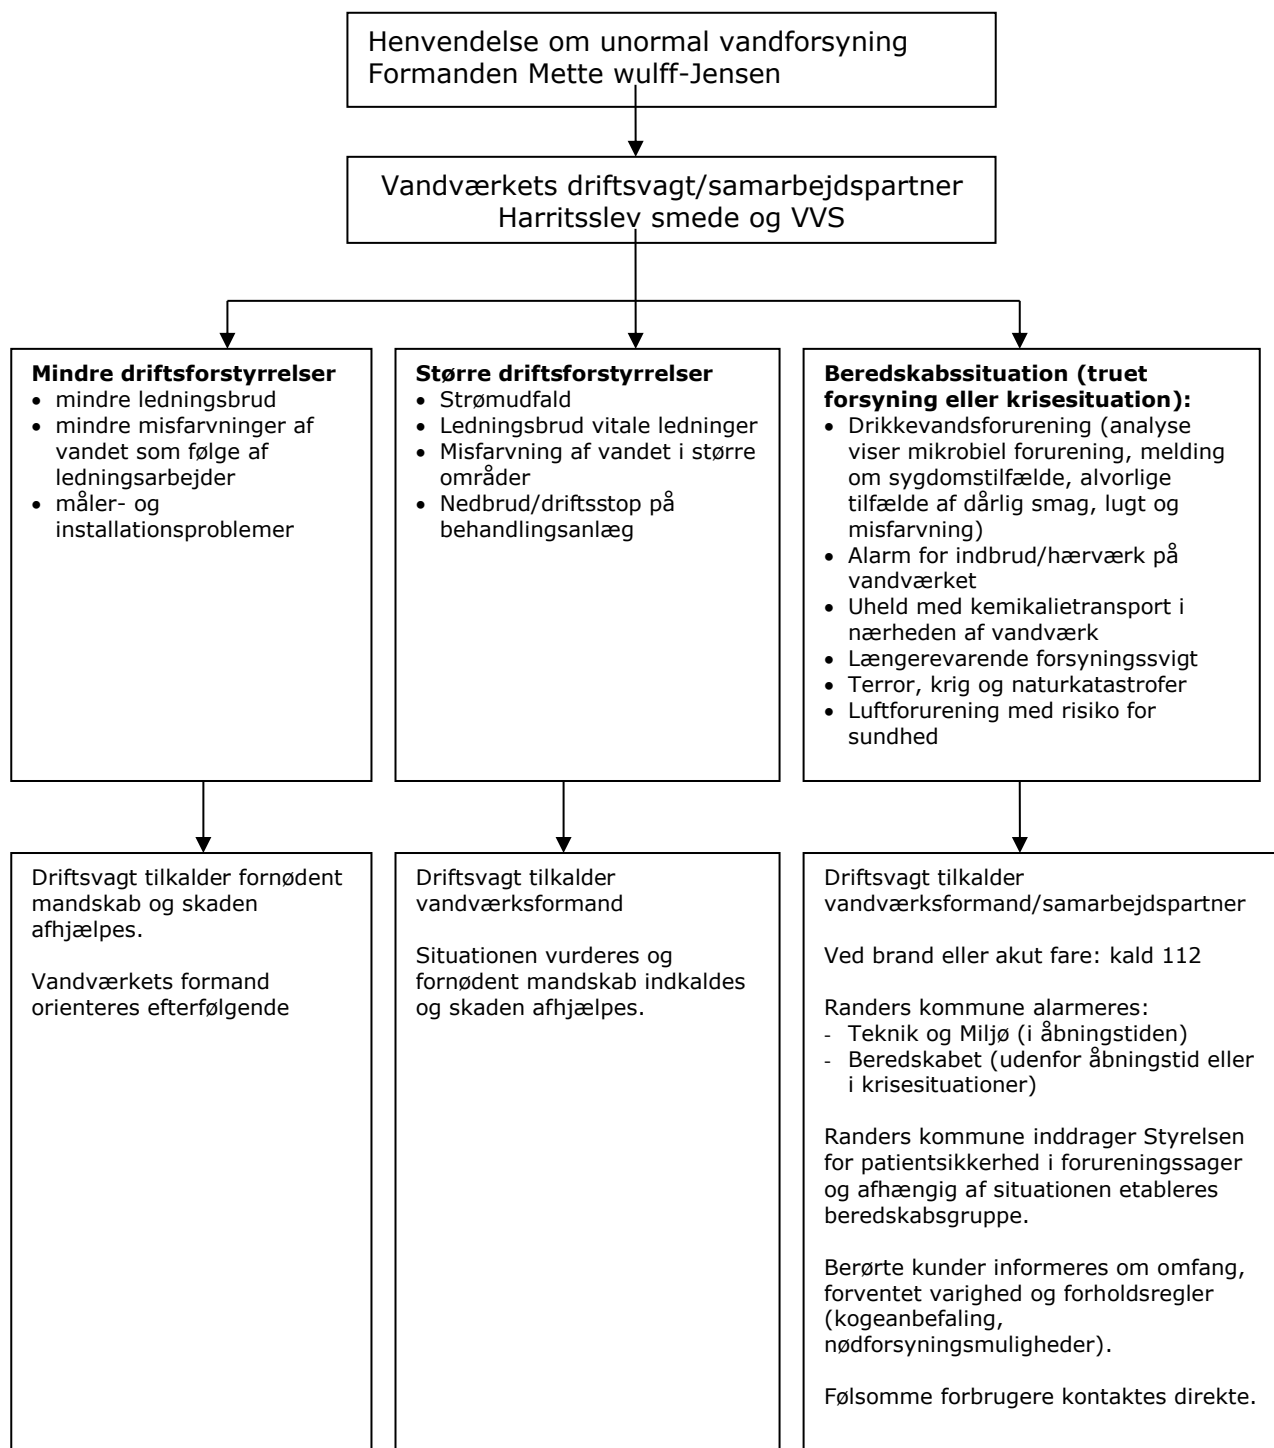 Henvendelse om unormal vandforsyning
Formanden Mette wulff-Jensen
Vandværkets driftsvagt/samarbejdspartner
Harritsslev smede og VVS
Mindre driftsforstyrrelser
• mindre ledningsbrud
• mindre misfarvninger af
vandet som følge af
ledningsarbejder
• måler- og
installationsproblemer
Større driftsforstyrrelser
• Strømudfald
• Ledningsbrud vitale ledninger
• Misfarvning af vandet i større
områder
• Nedbrud/driftsstop på
behandlingsanlæg
Beredskabssituation (truet
forsyning eller krisesituation):
• Drikkevandsforurening (analyse
viser mikrobiel forurening, melding
om sygdomstilfælde, alvorlige
tilfælde af dårlig smag, lugt og
misfarvning)
• Alarm for indbrud/hærværk på
vandværket
• Uheld med kemikalietransport i
nærheden af vandværk
• Længerevarende forsyningssvigt
• Terror, krig og naturkatastrofer
• Luftforurening med risiko for
sundhed
Driftsvagt tilkalder fornødent
mandskab og skaden
afhjælpes.
Vandværkets formand
orienteres efterfølgende
Driftsvagt tilkalder
vandværksformand
Situationen vurderes og
fornødent mandskab indkaldes
og skaden afhjælpes.
Driftsvagt tilkalder
vandværksformand/samarbejdspartner
Ved brand eller akut fare: kald 112
Randers kommune alarmeres:
- Teknik og Miljø (i åbningstiden)
- Beredskabet (udenfor åbningstid eller
i krisesituationer)
Randers kommune inddrager Styrelsen
for patientsikkerhed i forureningssager
og afhængig af situationen etableres
beredskabsgruppe.
Berørte kunder informeres om omfang,
forventet varighed og forholdsregler
(kogeanbefaling,
nødforsyningsmuligheder).
Følsomme forbrugere kontaktes direkte.